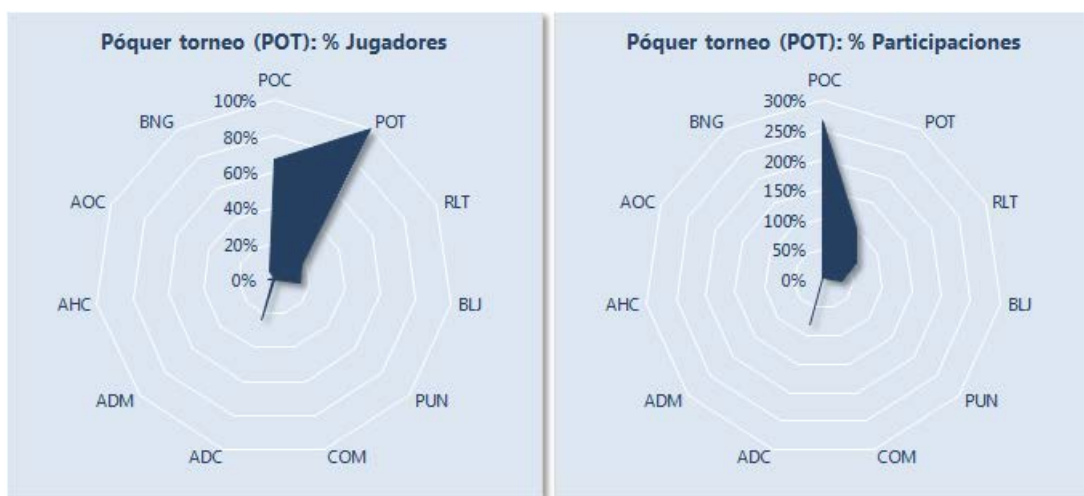 Póquer torneo (POT): % Jugadores
POC
100%
BNG
POT
80%
60%
AOC
RLT
40%
20%
0%
AHC
BLJ
ADM
PUN
ADC
COM
Póquer torneo (POT): % Participaciones
POC
300%
BNG
POT
250%
200%
AOC
RLT
150%
100%
50%
0%
AHC
BLJ
ADM
PUN
ADC
COM